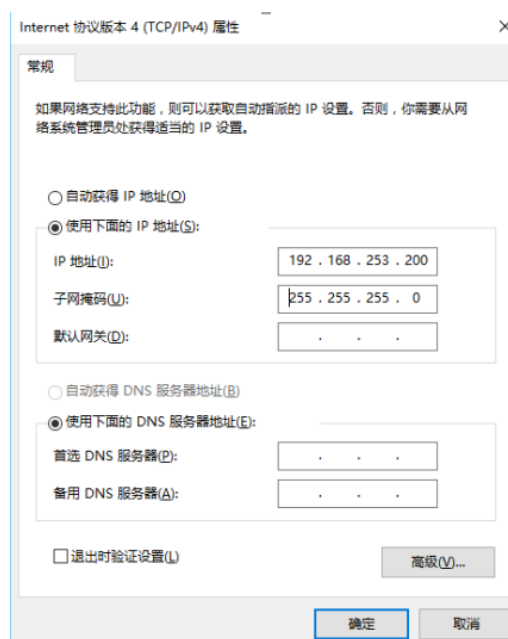 Internet 协议版本 4 (TCP/IPv4) 属性
常规
如果网络支持此功能，则可以获取自动指派的 IP 设置。否则，你需要从网
络系统管理员处获得适当的 IP 设置。
自动获得 IP 地址(O)
使用下面的 IP 地址(S):
IP 地址(I): 192 . 168 . 253 . 200
子网掩码(U): 255 . 255 . 255 . 0
默认网关(D): . . .
自动获得 DNS 服务器地址(B)
使用下面的 DNS 服务器地址(E):
首选 DNS 服务器(P): . . .
备用 DNS 服务器(A): . . .
退出时验证设置(L)
高级(V)...
确定 取消